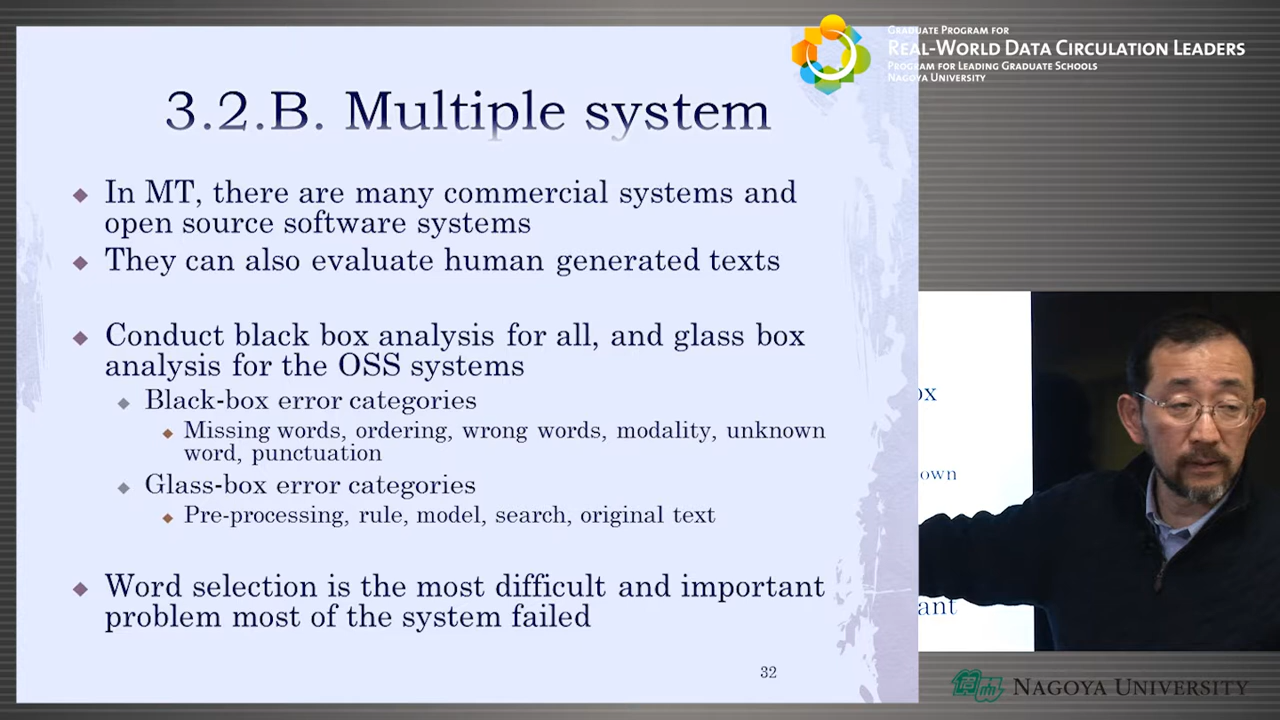 GRADUATE PROGRAM FOR
REAL-WORLD DATA CIRCULATION LEADERS
PROGRAM FOR LEADING GRADUATE SCHOOLS
NAGOYA UNIVERSITY
3.2.B. Multiple system
In MT, there are many commercial systems and
open source software systems
They can also evaluate human generated texts
Conduct black box analysis for all, and glass box
analysis for the OSS systems
Black-box error categories
Missing words, ordering, wrong words, modality, unknown
word, punctuation
Glass-box error categories
Pre-processing, rule, model, search, original text
Word selection is the most difficult and important
problem most of the system failed
32
ox
own
ant
NAGOYA UNIVERSITY